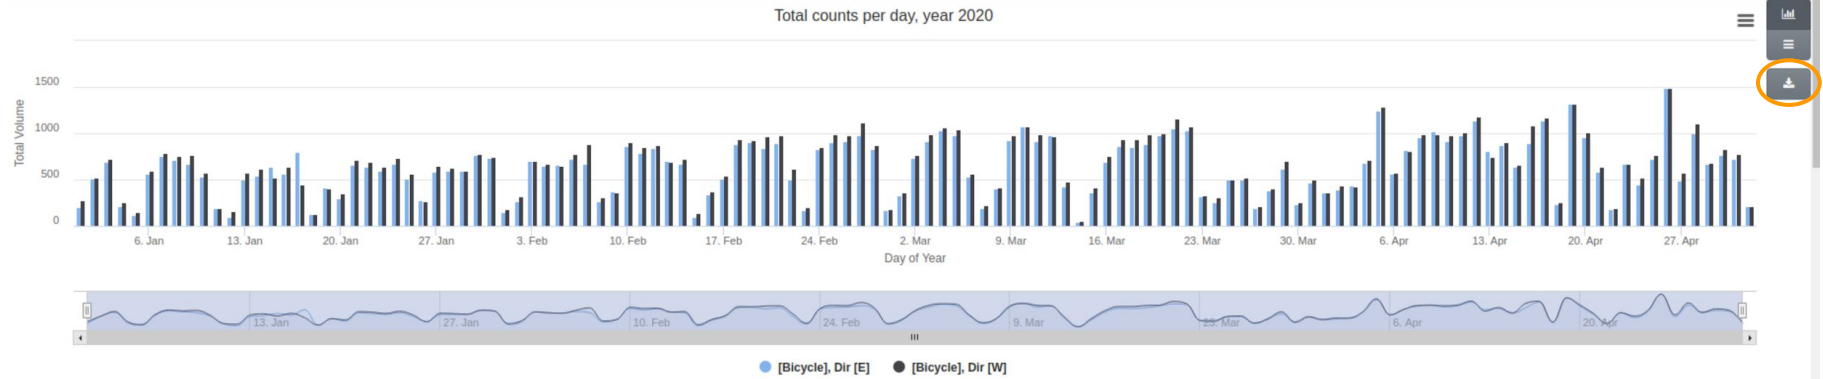 Total counts per day, year 2020
Total Volume
1500
1000
500
0
6. Jan 13. Jan 20. Jan 27. Jan 3. Feb 10. Feb 17. Feb 24. Feb 2. Mar 9. Mar 16. Mar 23. Mar 30. Mar 6. Apr 13. Apr 20. Apr 27. Apr
Day of Year
13. Jan 27. Jan 10. Feb 24. Feb 9. Mar 23. Mar 6. Apr 20. Apr
[Bicycle], Dir [E] [Bicycle], Dir [W]